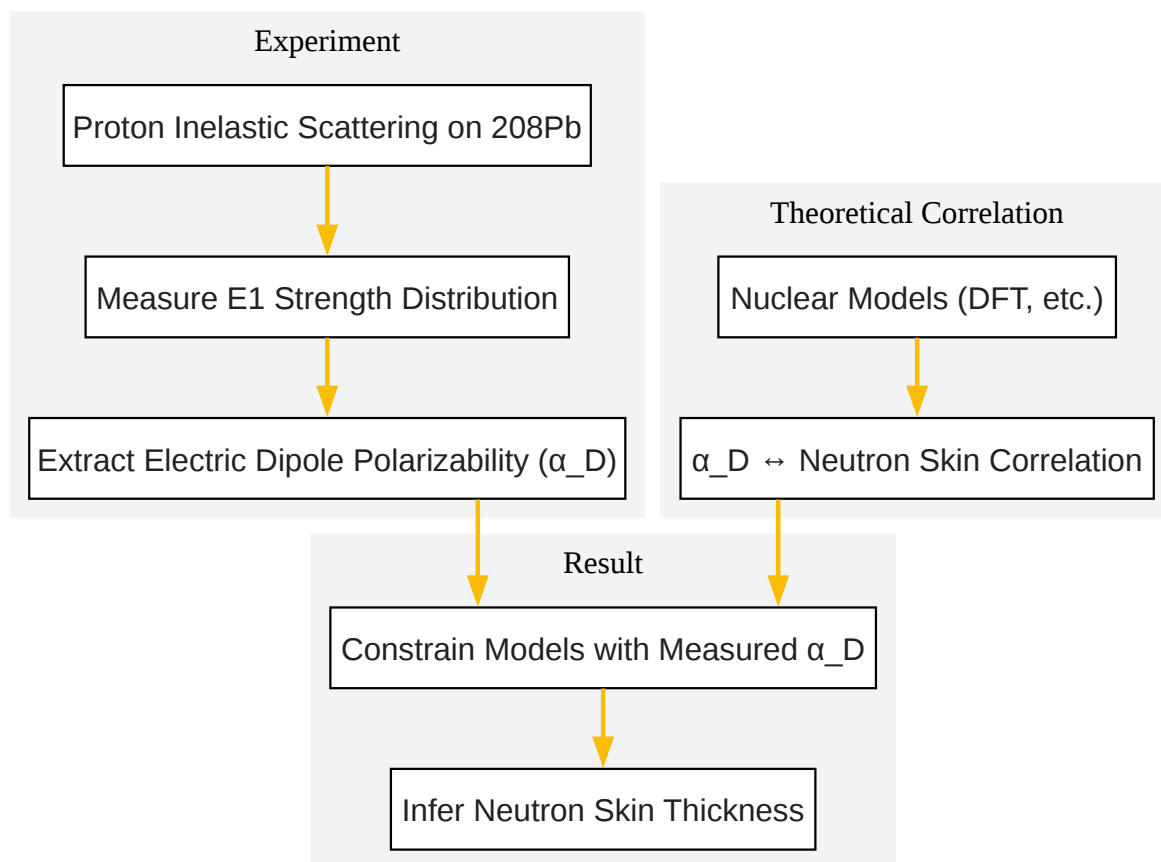 Experiment
Proton Inelastic Scattering on 208Pb
Measure E1 Strength Distribution
Extract Electric Dipole Polarizability (α_D)
Theoretical Correlation
Nuclear Models (DFT, etc.)
α_D ↔ Neutron Skin Correlation
Result
Constrain Models with Measured α_D
Infer Neutron Skin Thickness